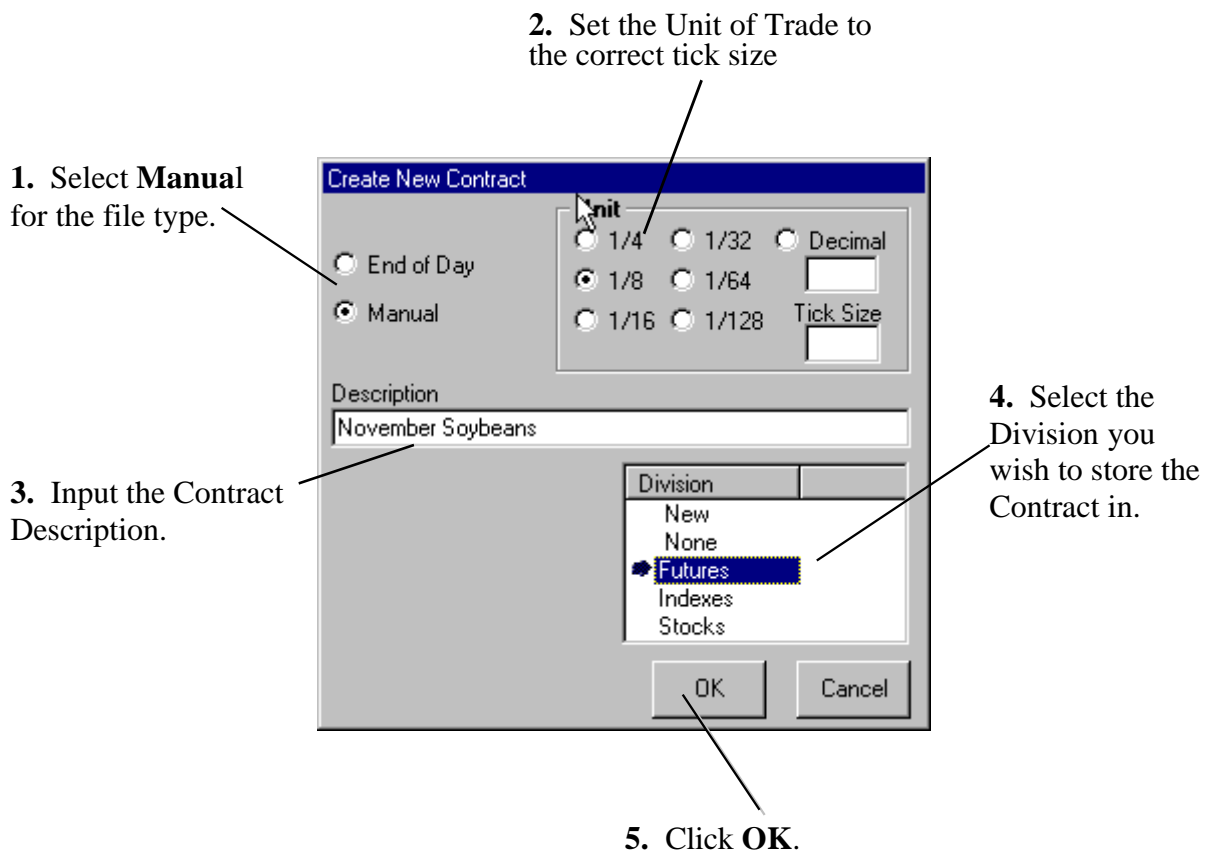 2. Set the Unit of Trade to
the correct tick size
1. Select Manual
for the file type.
Create New Contract
Unit
1/4 1/32 Decimal
End of Day
1/8 1/64
Manual
1/16 1/128 Tick Size
Description
November Soybeans
3. Input the Contract
Description.
4. Select the
Division you
wish to store the
Contract in.
Division
New
None
Futures
Indexes
Stocks
OK Cancel
5. Click OK.